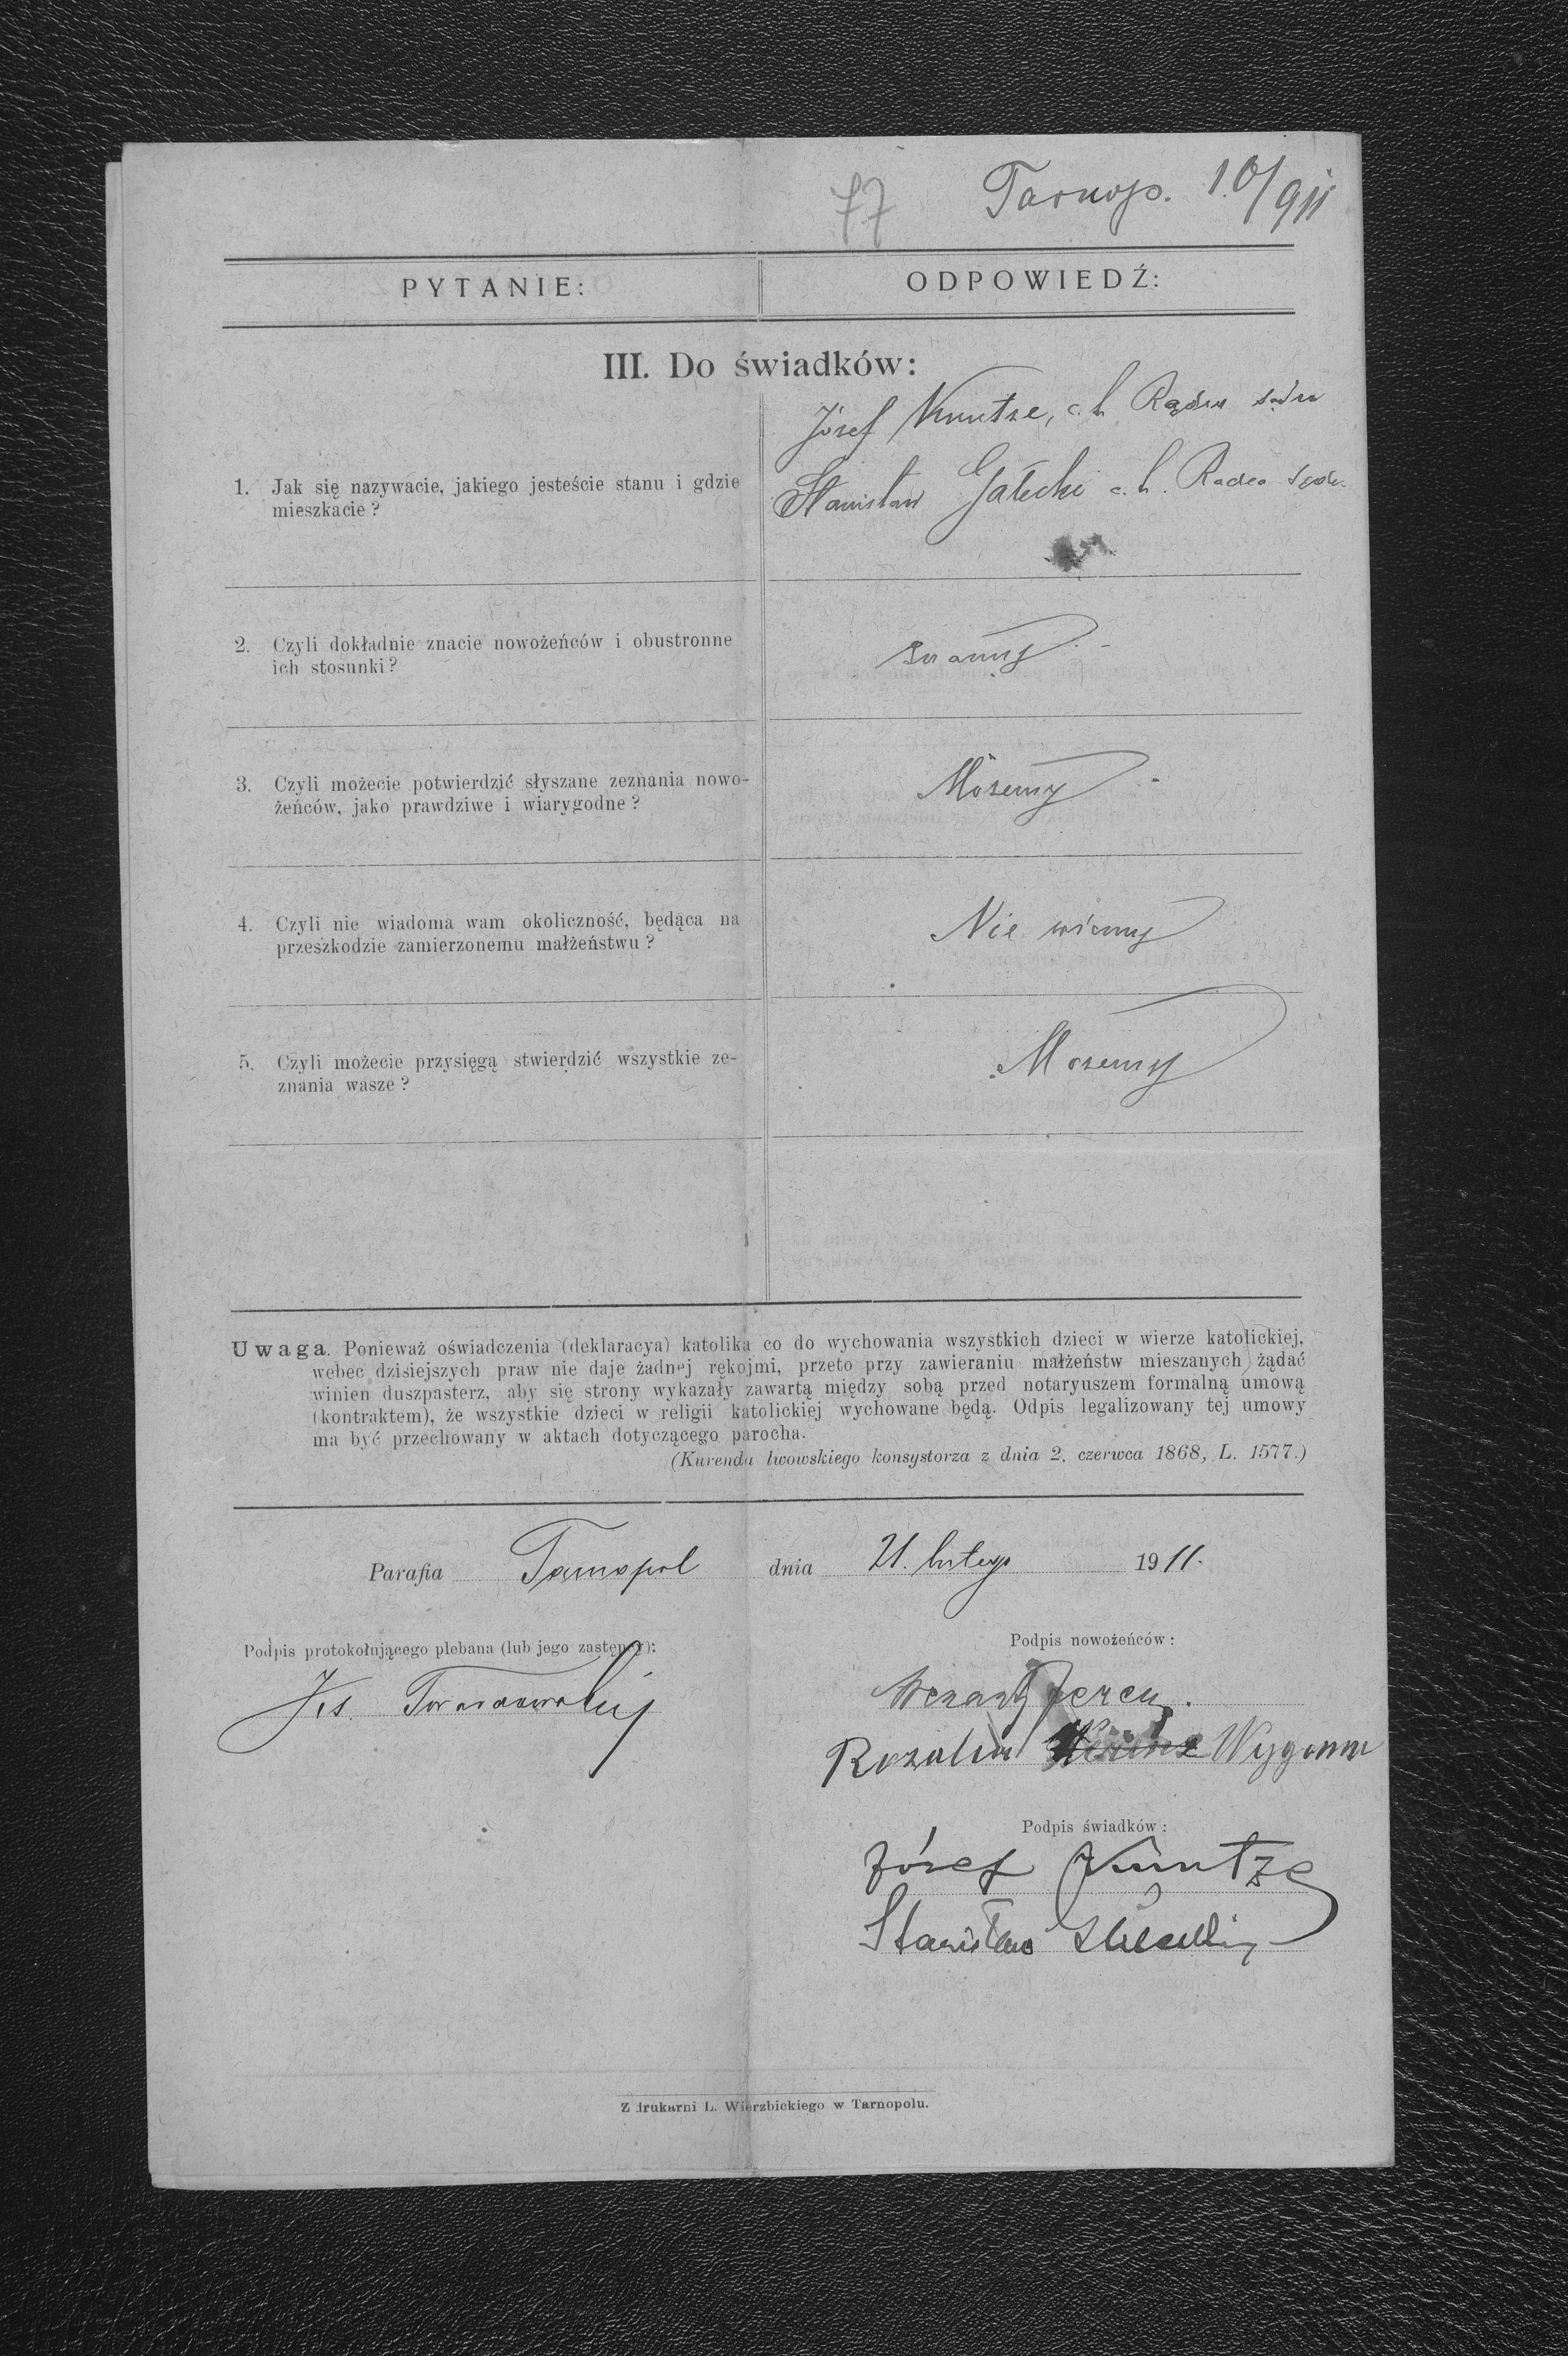 77 Tarnop. 10/911
PYTANIE: ODPOWIEDŹ:
III. Do świadków:
Józef Kuntze, c. k. Radca sądu
1. Jak się nazywacie, jakiego jesteście stanu i gdzie
mieszkacie?
Stanisław Gałecki c. k. Radca
2. Czyli dokładnie znacie nowożeńców i obustronne
ich stosunki?
znamy
3. Czyli możecie potwierdzić słyszane zeznania nowo-
żeńców, jako prawdziwe i wiarygodne?
Możemy
4. Czyli nie wiadoma wam okoliczność, będąca na
przeszkodzie zamierzonemu małżeństwu?
Nie wiemy
5. Czyli możecie przysięgą stwierdzić wszystkie ze-
znania wasze?
Mozemy
Uwaga. Ponieważ oświadczenia (deklaracya) katolika co do wychowania wszystkich dzieci w wierze katolickiej,
wobec dzisiejszych praw nie daje żadnej rękojmi, przeto przy zawieraniu małżeństw mieszanych żądać
winien duszpasterz, aby się strony wykazały zawartą między sobą przed notaryuszem formalną umową
(kontraktem), że wszystkie dzieci w religii katolickiej wychowane będą. Odpis legalizowany tej umowy
ma być przechowany w aktach dotyczącego parocha.
(Kurenda lwowskiego konsystorza z dnia 2. czerwca 1868, L. 1577.)
Parafia Tarnopol dnia 21. lutego 1911.
Podpis protokołującego plebana (lub jego zastępcy):
Podpis nowożeńców:
Twardowski
Rozalia
Podpis świadków:
Józef Kuntze
Stanisław
Z drukarni L. Wierzbickiego w Tarnopolu.